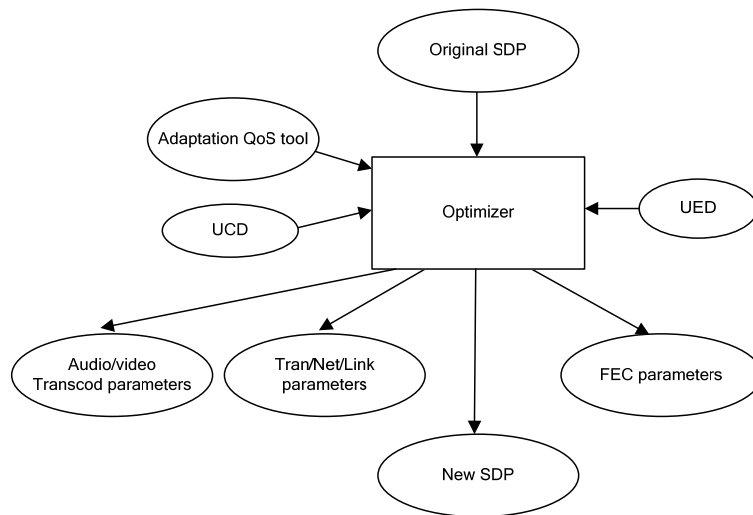 Original SDP
Adaptation QoS tool
UCD
Optimizer
UED
Audio/video
Transcod parameters
Tran/Net/Link
parameters
FEC parameters
New SDP